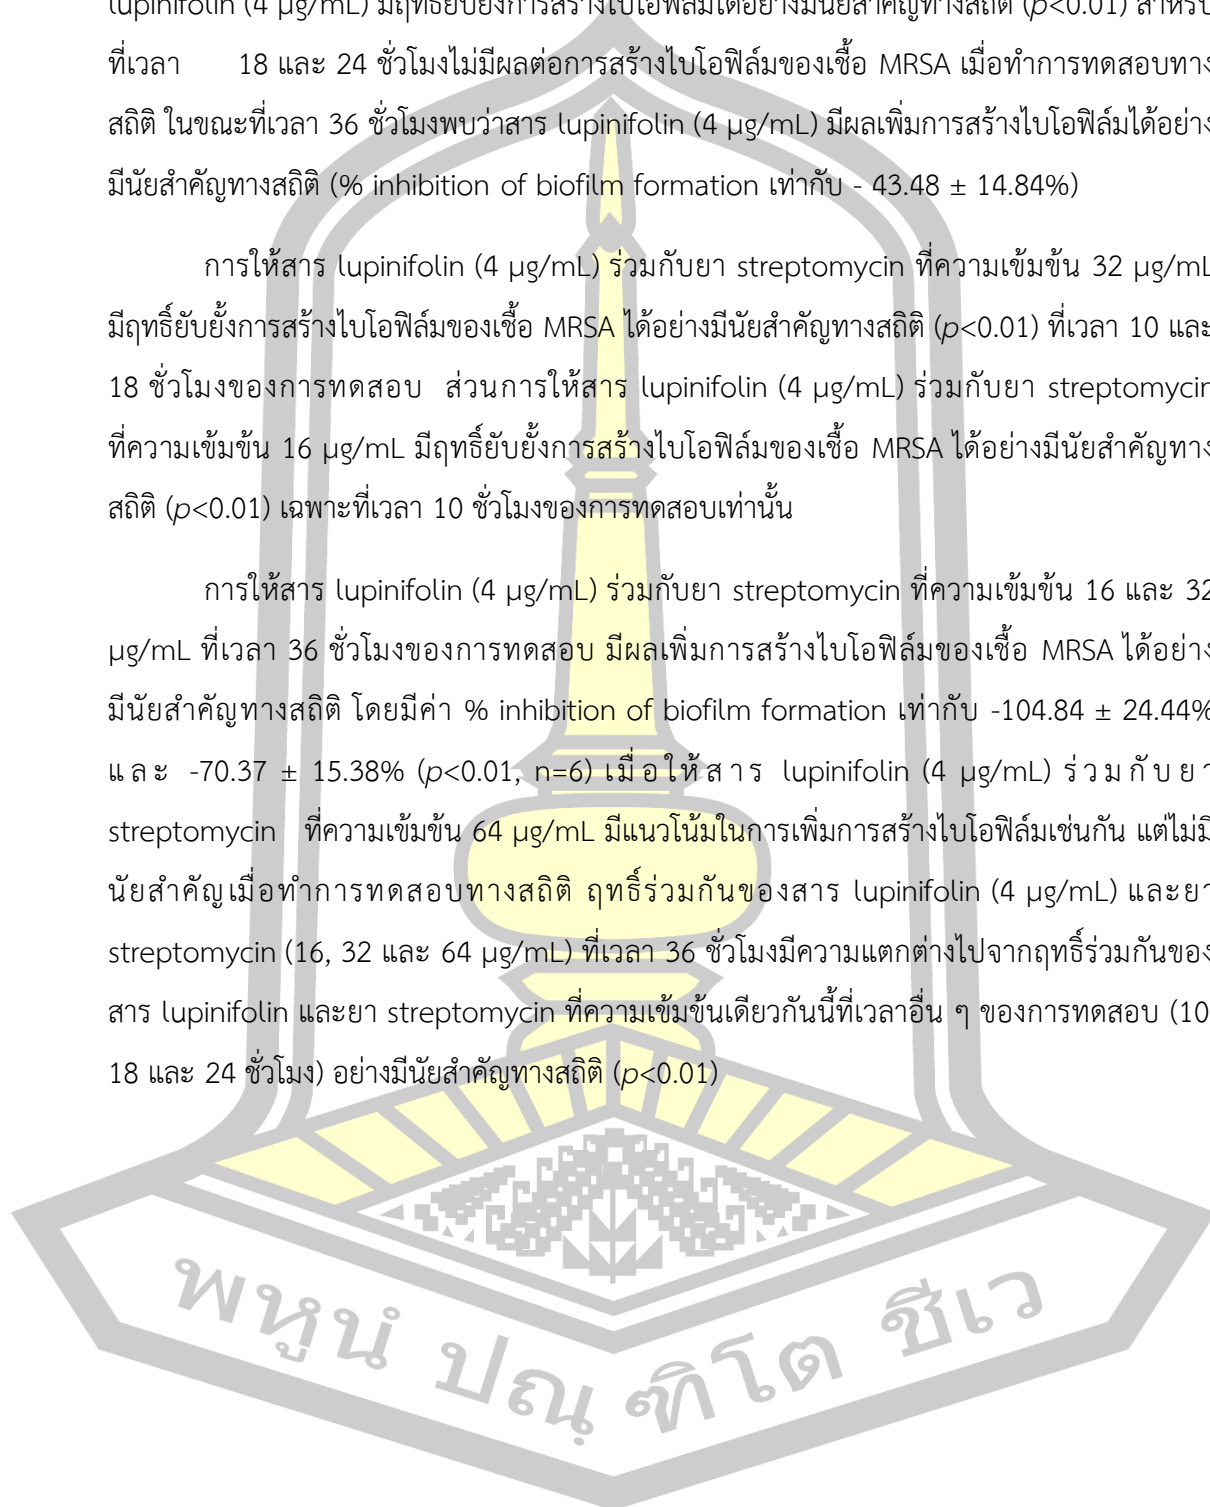 lupinifolin (4 µg/mL) มีฤทธิ์ยับยั้งการสร้างไบโอฟิล์มได้อย่างมีนัยสำคัญทางสถิติ (p<0.01) สำหรับ
ที่เวลา 18 และ 24 ชั่วโมงไม่มีผลต่อการสร้างไบโอฟิล์มของเชื้อ MRSA เมื่อทำการทดสอบทาง
สถิติ ในขณะที่เวลา 36 ชั่วโมงพบว่าสาร lupinifolin (4 µg/mL) มีผลเพิ่มการสร้างไบโอฟิล์มได้อย่าง
มีนัยสำคัญทางสถิติ (% inhibition of biofilm formation เท่ากับ - 43.48 ± 14.84%)
การให้สาร lupinifolin (4 µg/mL) ร่วมกับยา streptomycin ที่ความเข้มข้น 32 µg/mL
มีฤทธิ์ยับยั้งการสร้างไบโอฟิล์มของเชื้อ MRSA ได้อย่างมีนัยสำคัญทางสถิติ (p<0.01) ที่เวลา 10 และ
18 ชั่วโมงของการทดสอบ ส่วนการให้สาร lupinifolin (4 µg/mL) ร่วมกับยา streptomycin
ที่ความเข้มข้น 16 µg/mL มีฤทธิ์ยับยั้งการสร้างไบโอฟิล์มของเชื้อ MRSA ได้อย่างมีนัยสำคัญทาง
สถิติ (p<0.01) เฉพาะที่เวลา 10 ชั่วโมงของการทดสอบเท่านั้น
การให้สาร lupinifolin (4 µg/mL) ร่วมกับยา streptomycin ที่ความเข้มข้น 16 และ 32
µg/mL ที่เวลา 36 ชั่วโมงของการทดสอบ มีผลเพิ่มการสร้างไบโอฟิล์มของเชื้อ MRSA ได้อย่าง
มีนัยสำคัญทางสถิติ โดยมีค่า % inhibition of biofilm formation เท่ากับ -104.84 ± 24.44%
และ -70.37 ± 15.38% (p<0.01, n=6) เมื่อให้สาร lupinifolin (4 µg/mL) ร่วมกับยา
streptomycin ที่ความเข้มข้น 64 µg/mL มีแนวโน้มในการเพิ่มการสร้างไบโอฟิล์มเช่นกัน แต่ไม่มี
นัยสำคัญเมื่อทำการทดสอบทางสถิติ ฤทธิ์ร่วมกันของสาร lupinifolin (4 µg/mL) และยา
streptomycin (16, 32 และ 64 µg/mL) ที่เวลา 36 ชั่วโมงมีความแตกต่างไปจากฤทธิ์ร่วมกันของ
สาร lupinifolin และยา streptomycin ที่ความเข้มข้นเดียวกันนี้ที่เวลาอื่น ๆ ของการทดสอบ (10
18 และ 24 ชั่วโมง) อย่างมีนัยสำคัญทางสถิติ (p<0.01)
พหูนํ ปณฺฑิโต ชีเว